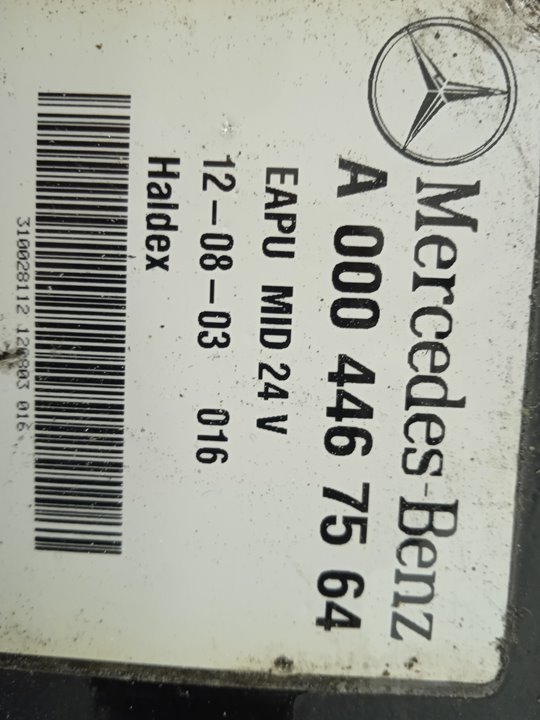 Mercedes-Benz
A 000 446 75 64
EAPU MID 24 V
12-08-03 016
Haldex
310028112 120803 016